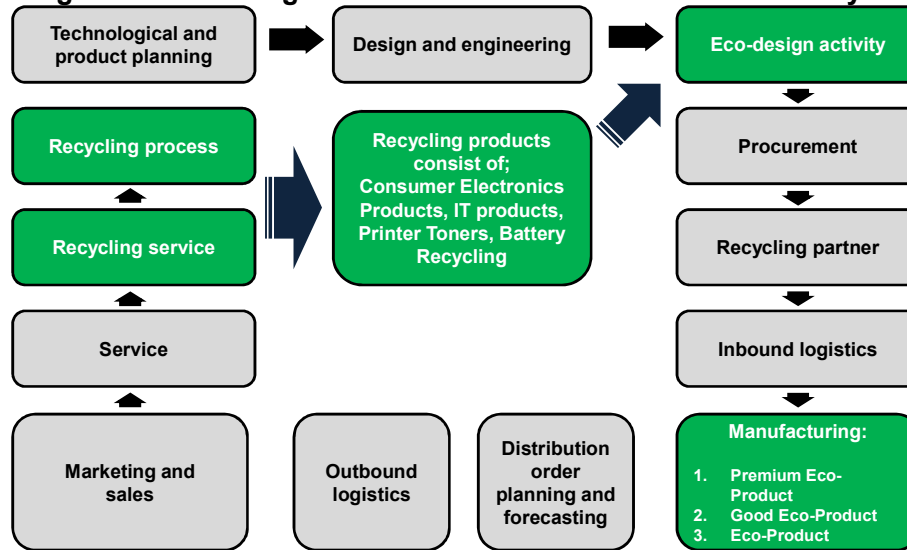 Technological and
product planning
Design and engineering
Eco-design activity
Recycling process
Recycling products
consist of;
Consumer Electronics
Products, IT products,
Printer Toners, Battery
Recycling
Procurement
Recycling service
Recycling partner
Service
Inbound logistics
Marketing and
sales
Outbound
logistics
Distribution
order
planning and
forecasting
Manufacturing:
1. Premium Eco-
Product
2. Good Eco-Product
3. Eco-Product